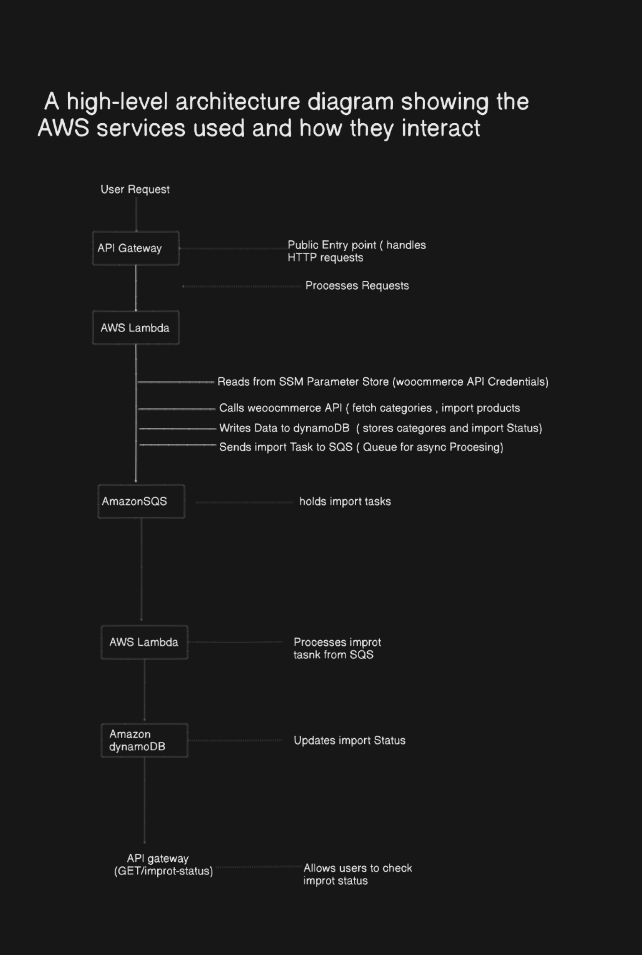 A high-level architecture diagram showing the
AWS services used and how they interact
User Request
API Gateway
Public Entry point ( handles
HTTP requests
Processes Requests
AWS Lambda
Reads from SSM Parameter Store (woocmmerce API Credentials)
Calls weoocmmerce API ( fetch categories , import products
Writes Data to dynamoDB ( stores categores and import Status)
Sends import Task to SQS ( Queue for async Procesing)
AmazonSQS
holds import tasks
AWS Lambda
Processes improt
tasnk from SQS
Amazon
dynamoDB
Updates import Status
API gateway
(GET/improt-status)
Allows users to check
improt status